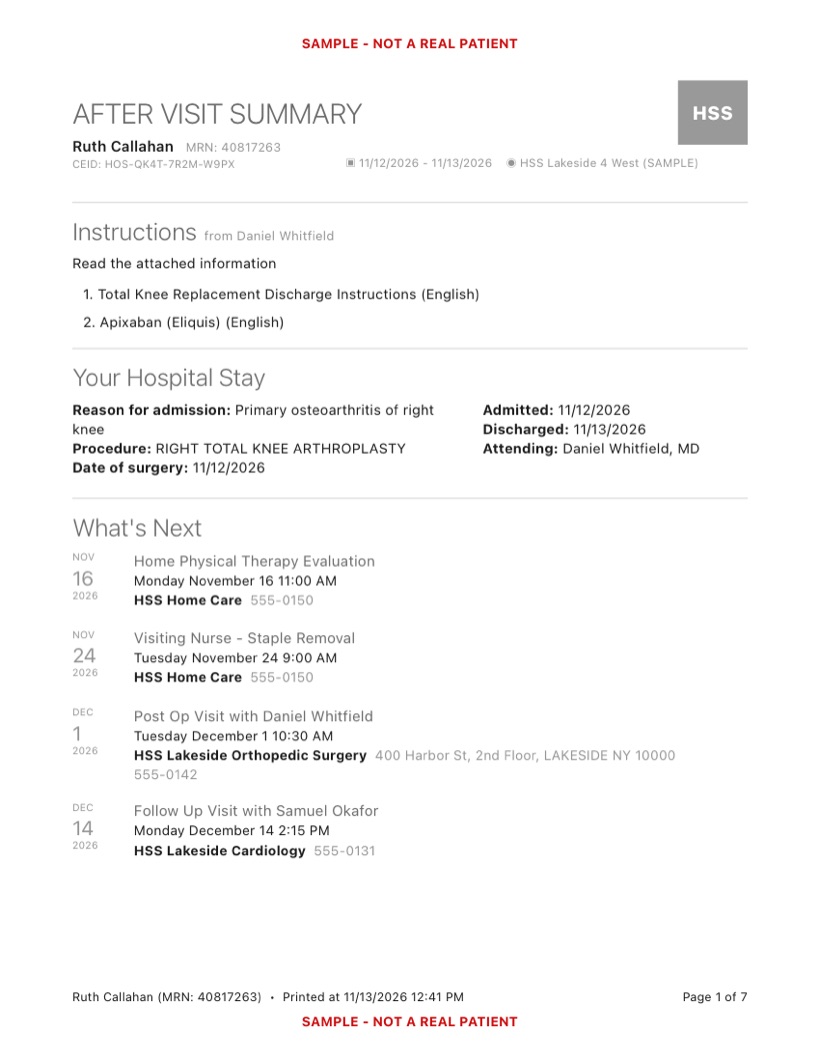 SAMPLE - NOT A REAL PATIENT
HSS
AFTER VISIT SUMMARY
Ruth Callahan MRN: 40817263
CEID: HOS-QK4T-7R2M-W9PX 11/12/2026 - 11/13/2026 HSS Lakeside 4 West (SAMPLE)
Instructions from Daniel Whitfield
Read the attached information
1. Total Knee Replacement Discharge Instructions (English)
2. Apixaban (Eliquis) (English)
Your Hospital Stay
Reason for admission: Primary osteoarthritis of right
knee
Procedure: RIGHT TOTAL KNEE ARTHROPLASTY
Date of surgery: 11/12/2026
Admitted: 11/12/2026
Discharged: 11/13/2026
Attending: Daniel Whitfield, MD
What's Next
NOV
16
2026
Home Physical Therapy Evaluation
Monday November 16 11:00 AM
HSS Home Care 555-0150
NOV
24
2026
Visiting Nurse - Staple Removal
Tuesday November 24 9:00 AM
HSS Home Care 555-0150
DEC
1
2026
Post Op Visit with Daniel Whitfield
Tuesday December 1 10:30 AM
HSS Lakeside Orthopedic Surgery 400 Harbor St, 2nd Floor, LAKESIDE NY 10000
555-0142
DEC
14
2026
Follow Up Visit with Samuel Okafor
Monday December 14 2:15 PM
HSS Lakeside Cardiology 555-0131
Ruth Callahan (MRN: 40817263) • Printed at 11/13/2026 12:41 PM Page 1 of 7
SAMPLE - NOT A REAL PATIENT